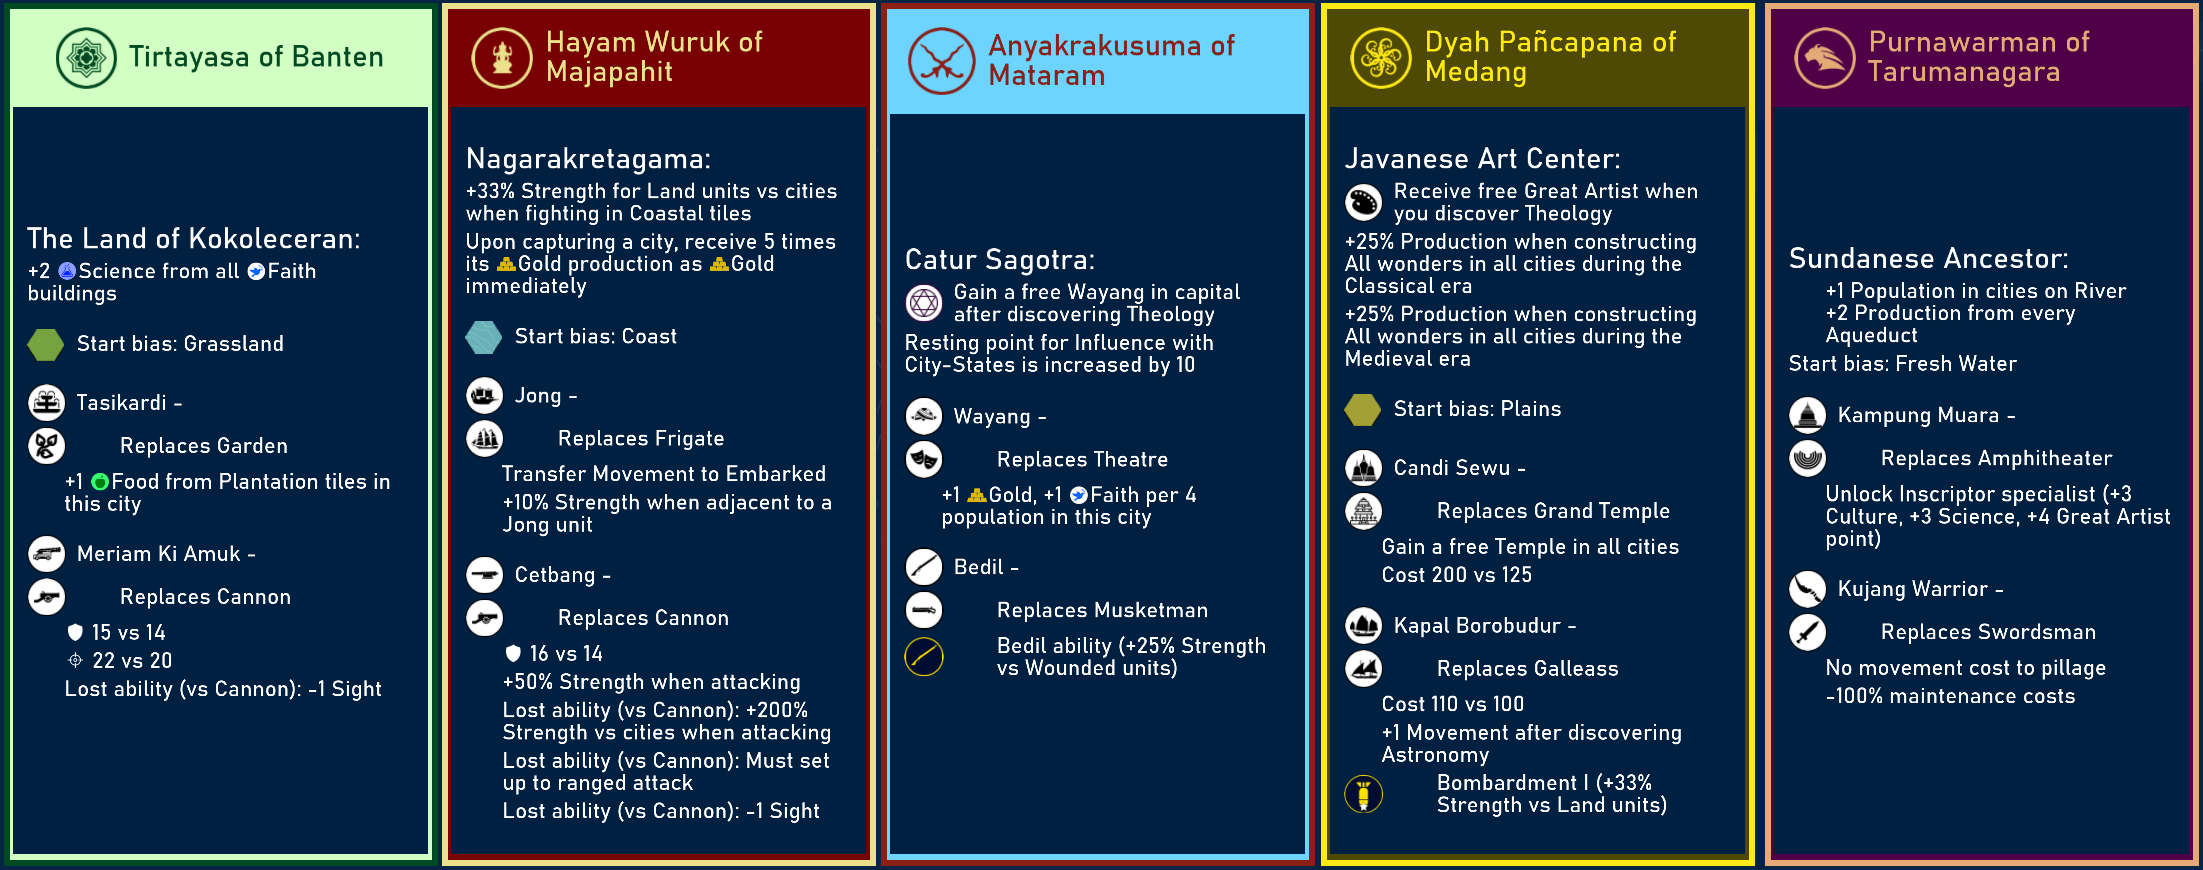 Tirtayasa of Banten
The Land of Kokoleceran:
+2 Science from all Faith
buildings
Start bias: Grassland
Tasikardi -
Replaces Garden
+1 Food from Plantation tiles in
this city
Meriam Ki Amuk -
Replaces Cannon
15 vs 14
22 vs 20
Lost ability (vs Cannon): -1 Sight
Hayam Wuruk of
Majapahit
Nagarakretagama:
+33% Strength for Land units vs cities
when fighting in Coastal tiles
Upon capturing a city, receive 5 times
its Gold production as Gold
immediately
Start bias: Coast
Jong -
Replaces Frigate
Transfer Movement to Embarked
+10% Strength when adjacent to a
Jong unit
Cetbang -
Replaces Cannon
16 vs 14
+50% Strength when attacking
Lost ability (vs Cannon): +200%
Strength vs cities when attacking
Lost ability (vs Cannon): Must set
up to ranged attack
Lost ability (vs Cannon): -1 Sight
Anyakrakusuma of
Mataram
Catur Sagotra:
Gain a free Wayang in capital
after discovering Theology
Resting point for Influence with
City-States is increased by 10
Wayang -
Replaces Theatre
+1 Gold, +1 Faith per 4
population in this city
Bedil -
Replaces Musketman
Bedil ability (+25% Strength
vs Wounded units)
Dyah Pañcapana of
Medang
Javanese Art Center:
Receive free Great Artist when
you discover Theology
+25% Production when constructing
All wonders in all cities during the
Classical era
+25% Production when constructing
All wonders in all cities during the
Medieval era
Start bias: Plains
Candi Sewu -
Replaces Grand Temple
Gain a free Temple in all cities
Cost 200 vs 125
Kapal Borobudur -
Replaces Galleass
Cost 110 vs 100
+1 Movement after discovering
Astronomy
Bombardment I (+33%
Strength vs Land units)
Purnawarman of
Tarumanagara
Sundanese Ancestor:
+1 Population in cities on River
+2 Production from every
Aqueduct
Start bias: Fresh Water
Kampung Muara -
Replaces Amphitheater
Unlock Inscriptor specialist (+3
Culture, +3 Science, +4 Great Artist
point)
Kujang Warrior -
Replaces Swordsman
No movement cost to pillage
-100% maintenance costs